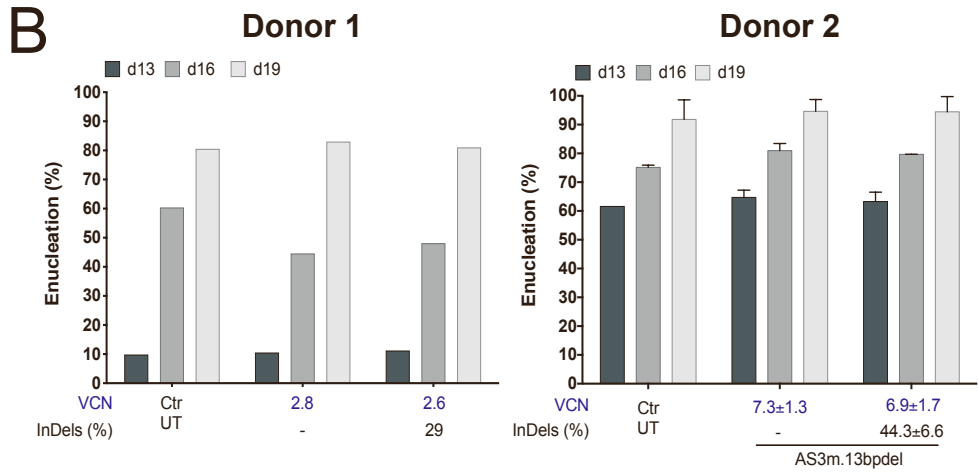 B
Donor 1
d13 d16 d19
Enucleation (%)
100
90
80
70
60
50
40
30
20
10
0
VCN Ctr 2.8 2.6
UT
InDels (%) - 29
Donor 2
d13 d16 d19
Enucleation (%)
100
90
80
70
60
50
40
30
20
10
0
VCN Ctr 7.3±1.3 6.9±1.7
UT
InDels (%) - 44.3±6.6
AS3m.13bpdel